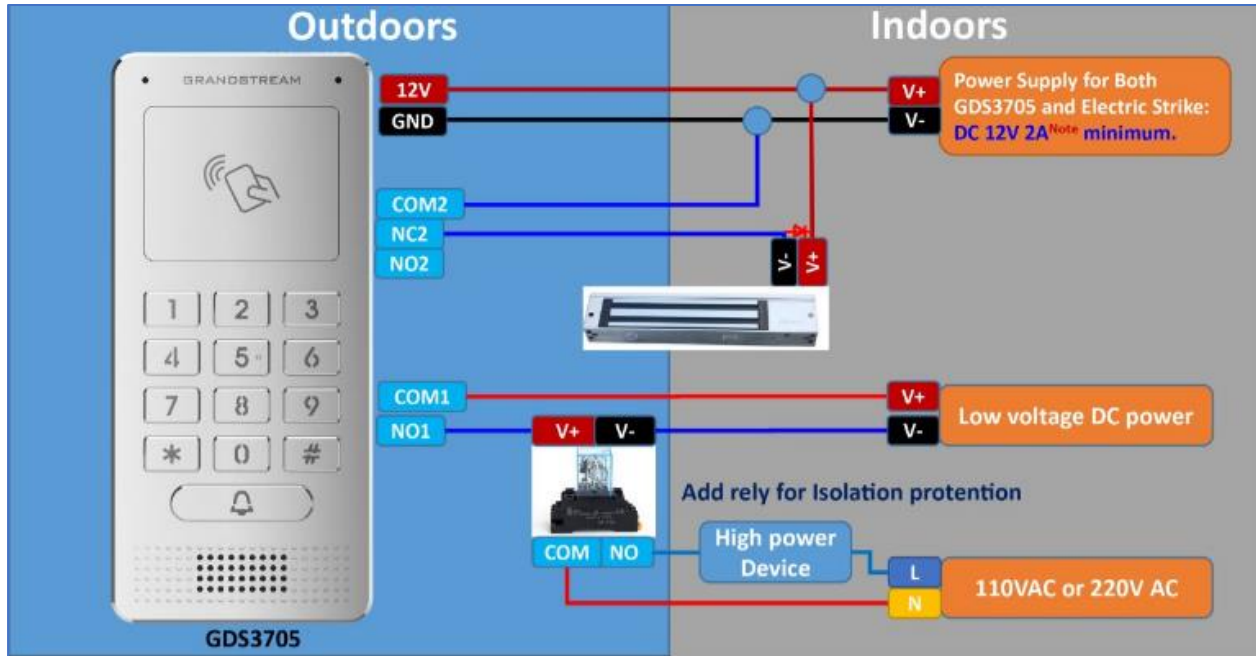 Outdoors
Indoors
GRANDSTREAM
12V
GND
V+
V-
Power Supply for Both
GDS3705 and Electric Strike:
DC 12V 2A Note minimum.
COM2
NC2
NO2
V-
V+
1 2 3
4 5 6
7 8 9
* 0 #
COM1
NO1
V+
V-
V+
V-
Low voltage DC power
Add rely for Isolation protention
COM
NO
High power
Device
L
N
110VAC or 220V AC
GDS3705